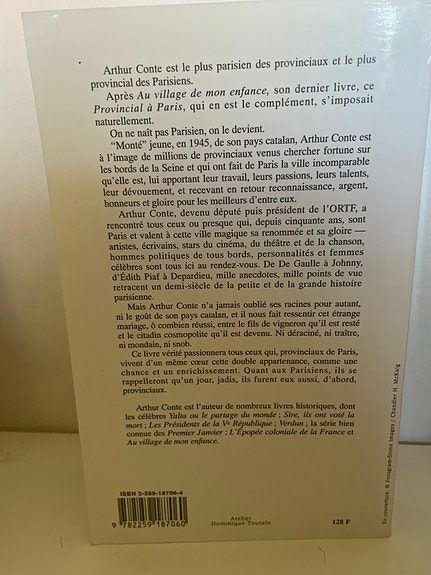 Arthur Conte est le plus parisien des provinciaux et le plus
provincial des Parisiens.
Après Au village de mon enfance, son dernier livre, ce
Provincial à Paris, qui en est le complément, s'imposait
naturellement.
On ne naît pas Parisien, on le devient.
"Monté" jeune, en 1945, de son pays catalan, Arthur Conte est
à l'image de millions de provinciaux venus chercher fortune sur
les bords de la Seine et qui ont fait de Paris la ville incomparable
qu'elle est, lui apportant leur travail, leurs passions, leurs talents,
leur dévouement, et recevant en retour reconnaissance, argent,
honneurs et gloire pour les meilleurs d'entre eux.
Arthur Conte, devenu député puis président de l'ORTF, a
rencontré tous ceux ou presque qui, depuis cinquante ans, sont
Paris et valent à cette ville magique sa renommée et sa gloire —
artistes, écrivains, stars du cinéma, du théâtre et de la chanson,
hommes politiques de tous bords, personnalités et femmes
célèbres sont tous ici au rendez-vous. De De Gaulle à Johnny,
d'Édith Piaf à Depardieu, mille anecdotes, mille points de vue
retracent un demi-siècle de la petite et de la grande histoire
parisienne.
Mais Arthur Conte n'a jamais oublié ses racines pour autant,
ni le goût de son pays catalan, et il nous fait ressentir cet étrange
mariage, ô combien réussi, entre le fils de vigneron qu'il est resté
et le citadin cosmopolite qu'il est devenu. Ni déraciné, ni traître,
ni mondain, ni snob.
Ce livre vérité passionnera tous ceux qui, provinciaux de Paris,
vivent d'un même cœur cette double appartenance, comme une
chance et un enrichissement. Quant aux Parisiens, ils se
rappelleront qu'un jour, jadis, ils furent eux aussi, d'abord,
provinciaux.
Arthur Conte est l'auteur de nombreux livres historiques, dont
les célèbres Yalta ou le partage du monde ; Sire, ils ont voté la
mort ; Les Présidents de la Ve République ; Verdun ; la série bien
connue des Premier Janvier ; L'Épopée coloniale de la France et
Au village de mon enfance.
En couverture : © Fotogram-Stone Images / Chandler H. McKaig
ISBN 2-259-18706-4
9 782259 187060
Atelier
Dominique Toutain
128 F